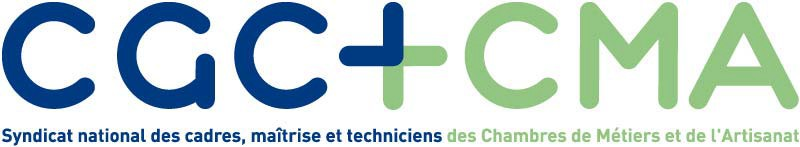 CGC+CMA
Syndicat national des cadres, maîtrise et techniciens des Chambres de Métiers et de l'Artisanat